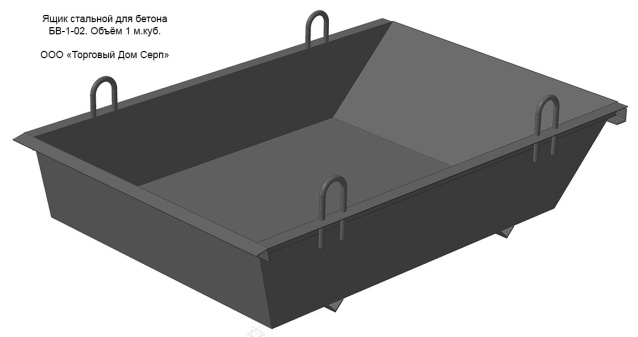 Ящик стальной для бетона
БВ-1-02. Объём 1 м.куб.
ООО «Торговый Дом Серп»